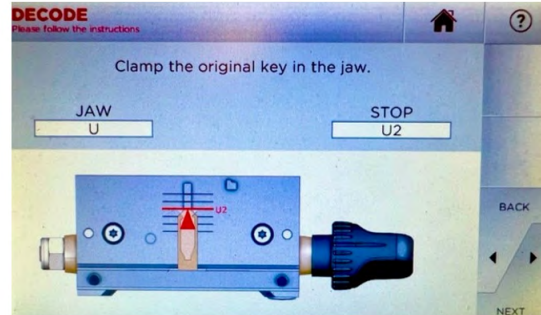 DECODE
Please follow the instructions
?
Clamp the original key in the jaw.
JAW
U
STOP
U2
U2
BACK
NEXT